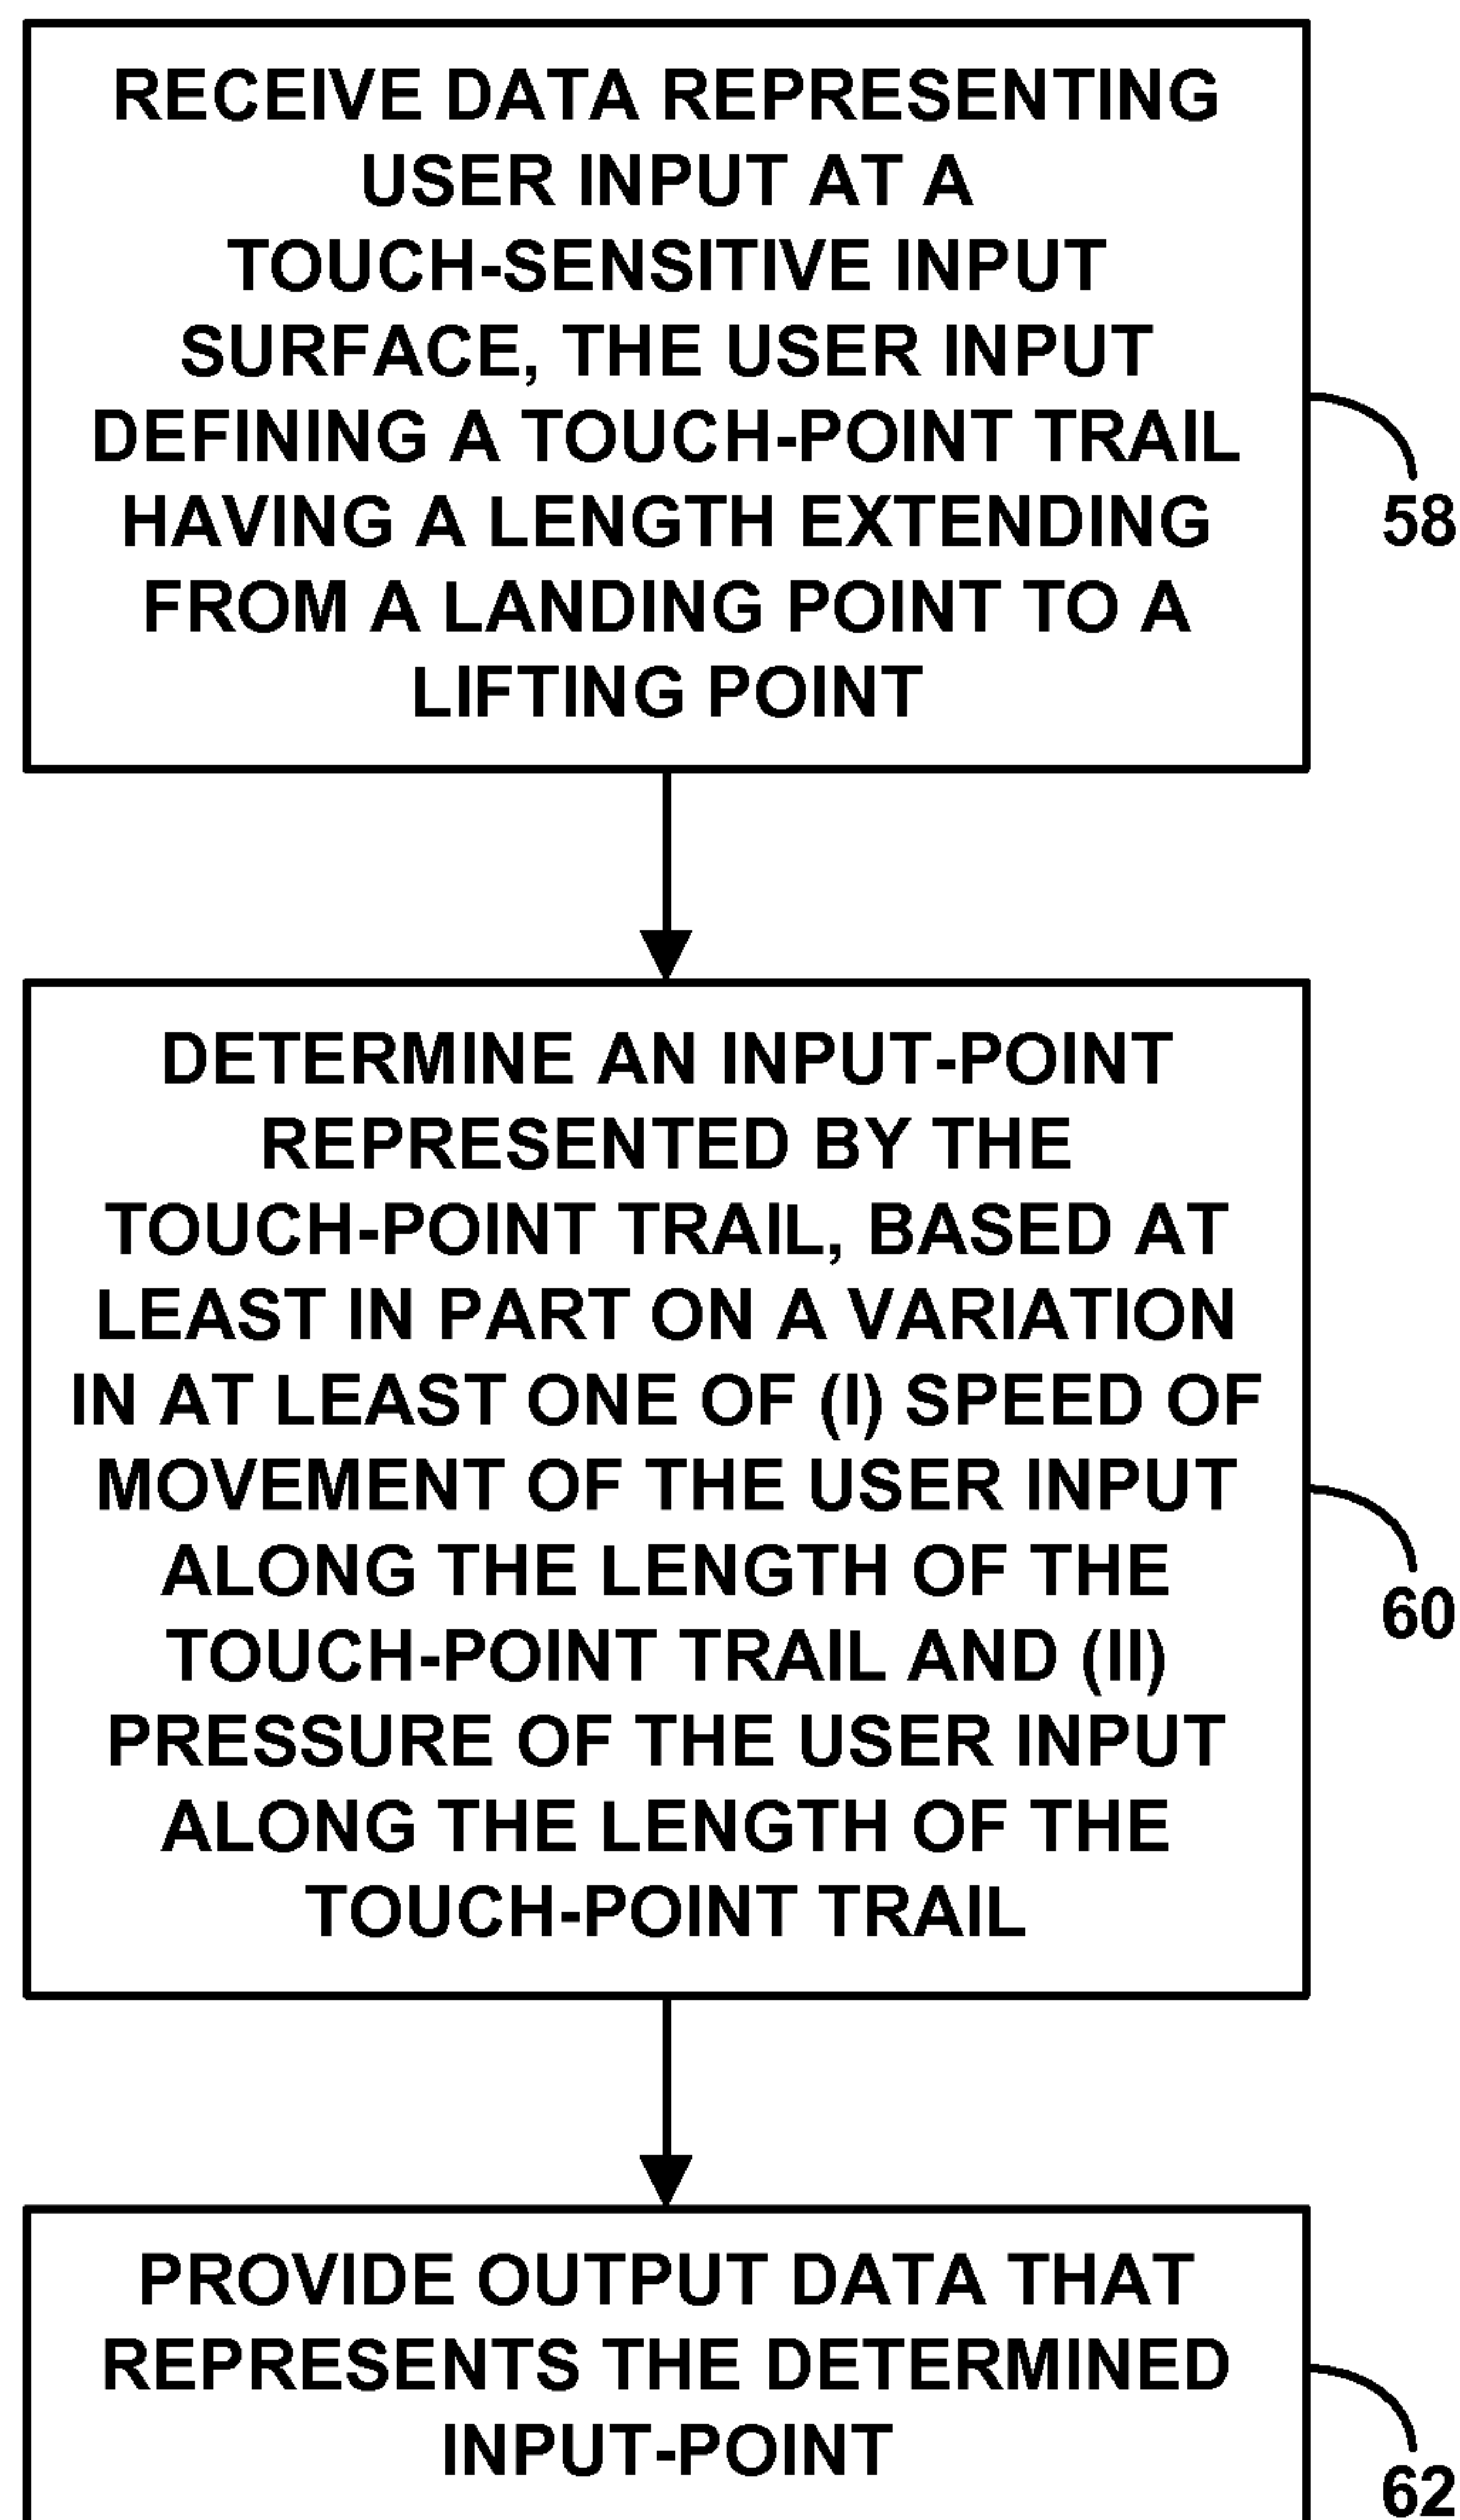 RECEIVE DATA REPRESENTING
USER INPUT AT A
TOUCH-SENSITIVE INPUT
SURFACE, THE USER INPUT
DEFINING A TOUCH-POINT TRAIL
HAVING A LENGTH EXTENDING
FROM A LANDING POINT TO A
LIFTING POINT
58
DETERMINE AN INPUT-POINT
REPRESENTED BY THE
TOUCH-POINT TRAIL, BASED AT
LEAST IN PART ON A VARIATION
IN AT LEAST ONE OF (I) SPEED OF
MOVEMENT OF THE USER INPUT
ALONG THE LENGTH OF THE
TOUCH-POINT TRAIL AND (II)
PRESSURE OF THE USER INPUT
ALONG THE LENGTH OF THE
TOUCH-POINT TRAIL
60
PROVIDE OUTPUT DATA THAT
REPRESENTS THE DETERMINED
INPUT-POINT
62